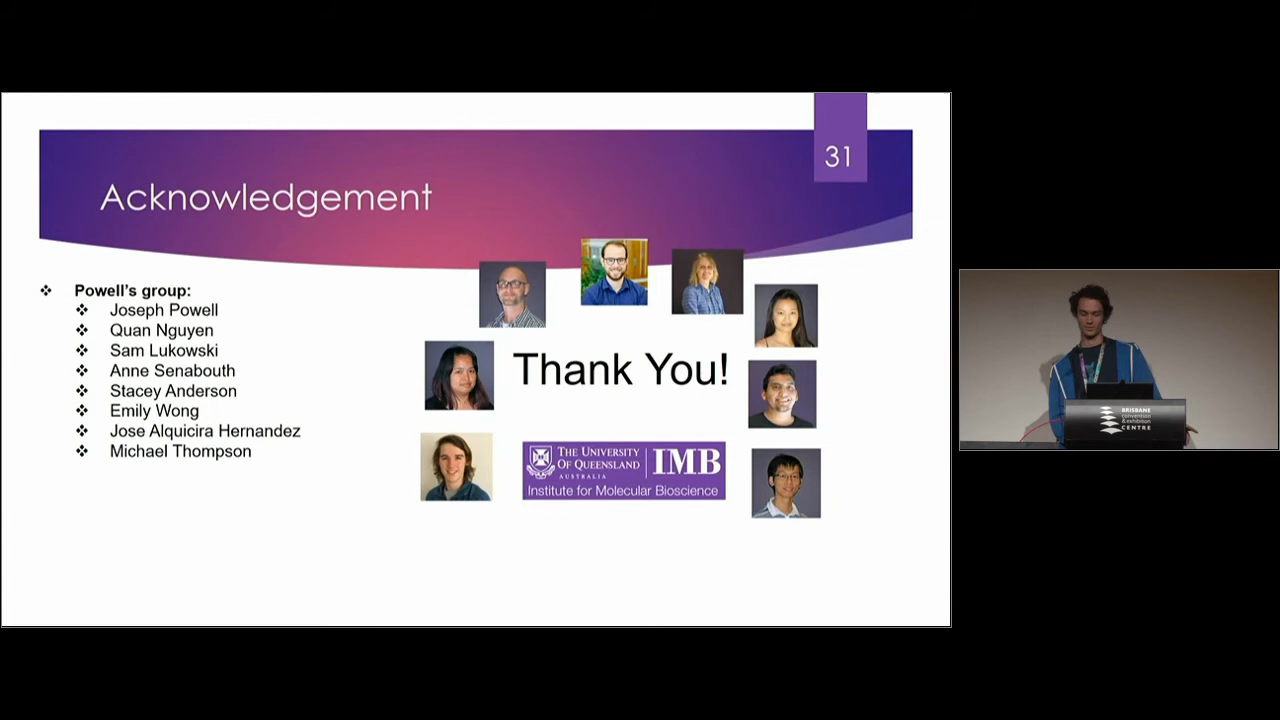 31
Acknowledgement
❖ Powell's group:
❖ Joseph Powell
❖ Quan Nguyen
❖ Sam Lukowski
❖ Anne Senabouth
❖ Stacey Anderson
❖ Emily Wong
❖ Jose Alquicira Hernandez
❖ Michael Thompson
Thank You!
THE UNIVERSITY
OF QUEENSLAND
AUSTRALIA
IMB
Institute for Molecular Bioscience
BRISBANE
convention
& exhibition
CENTRE